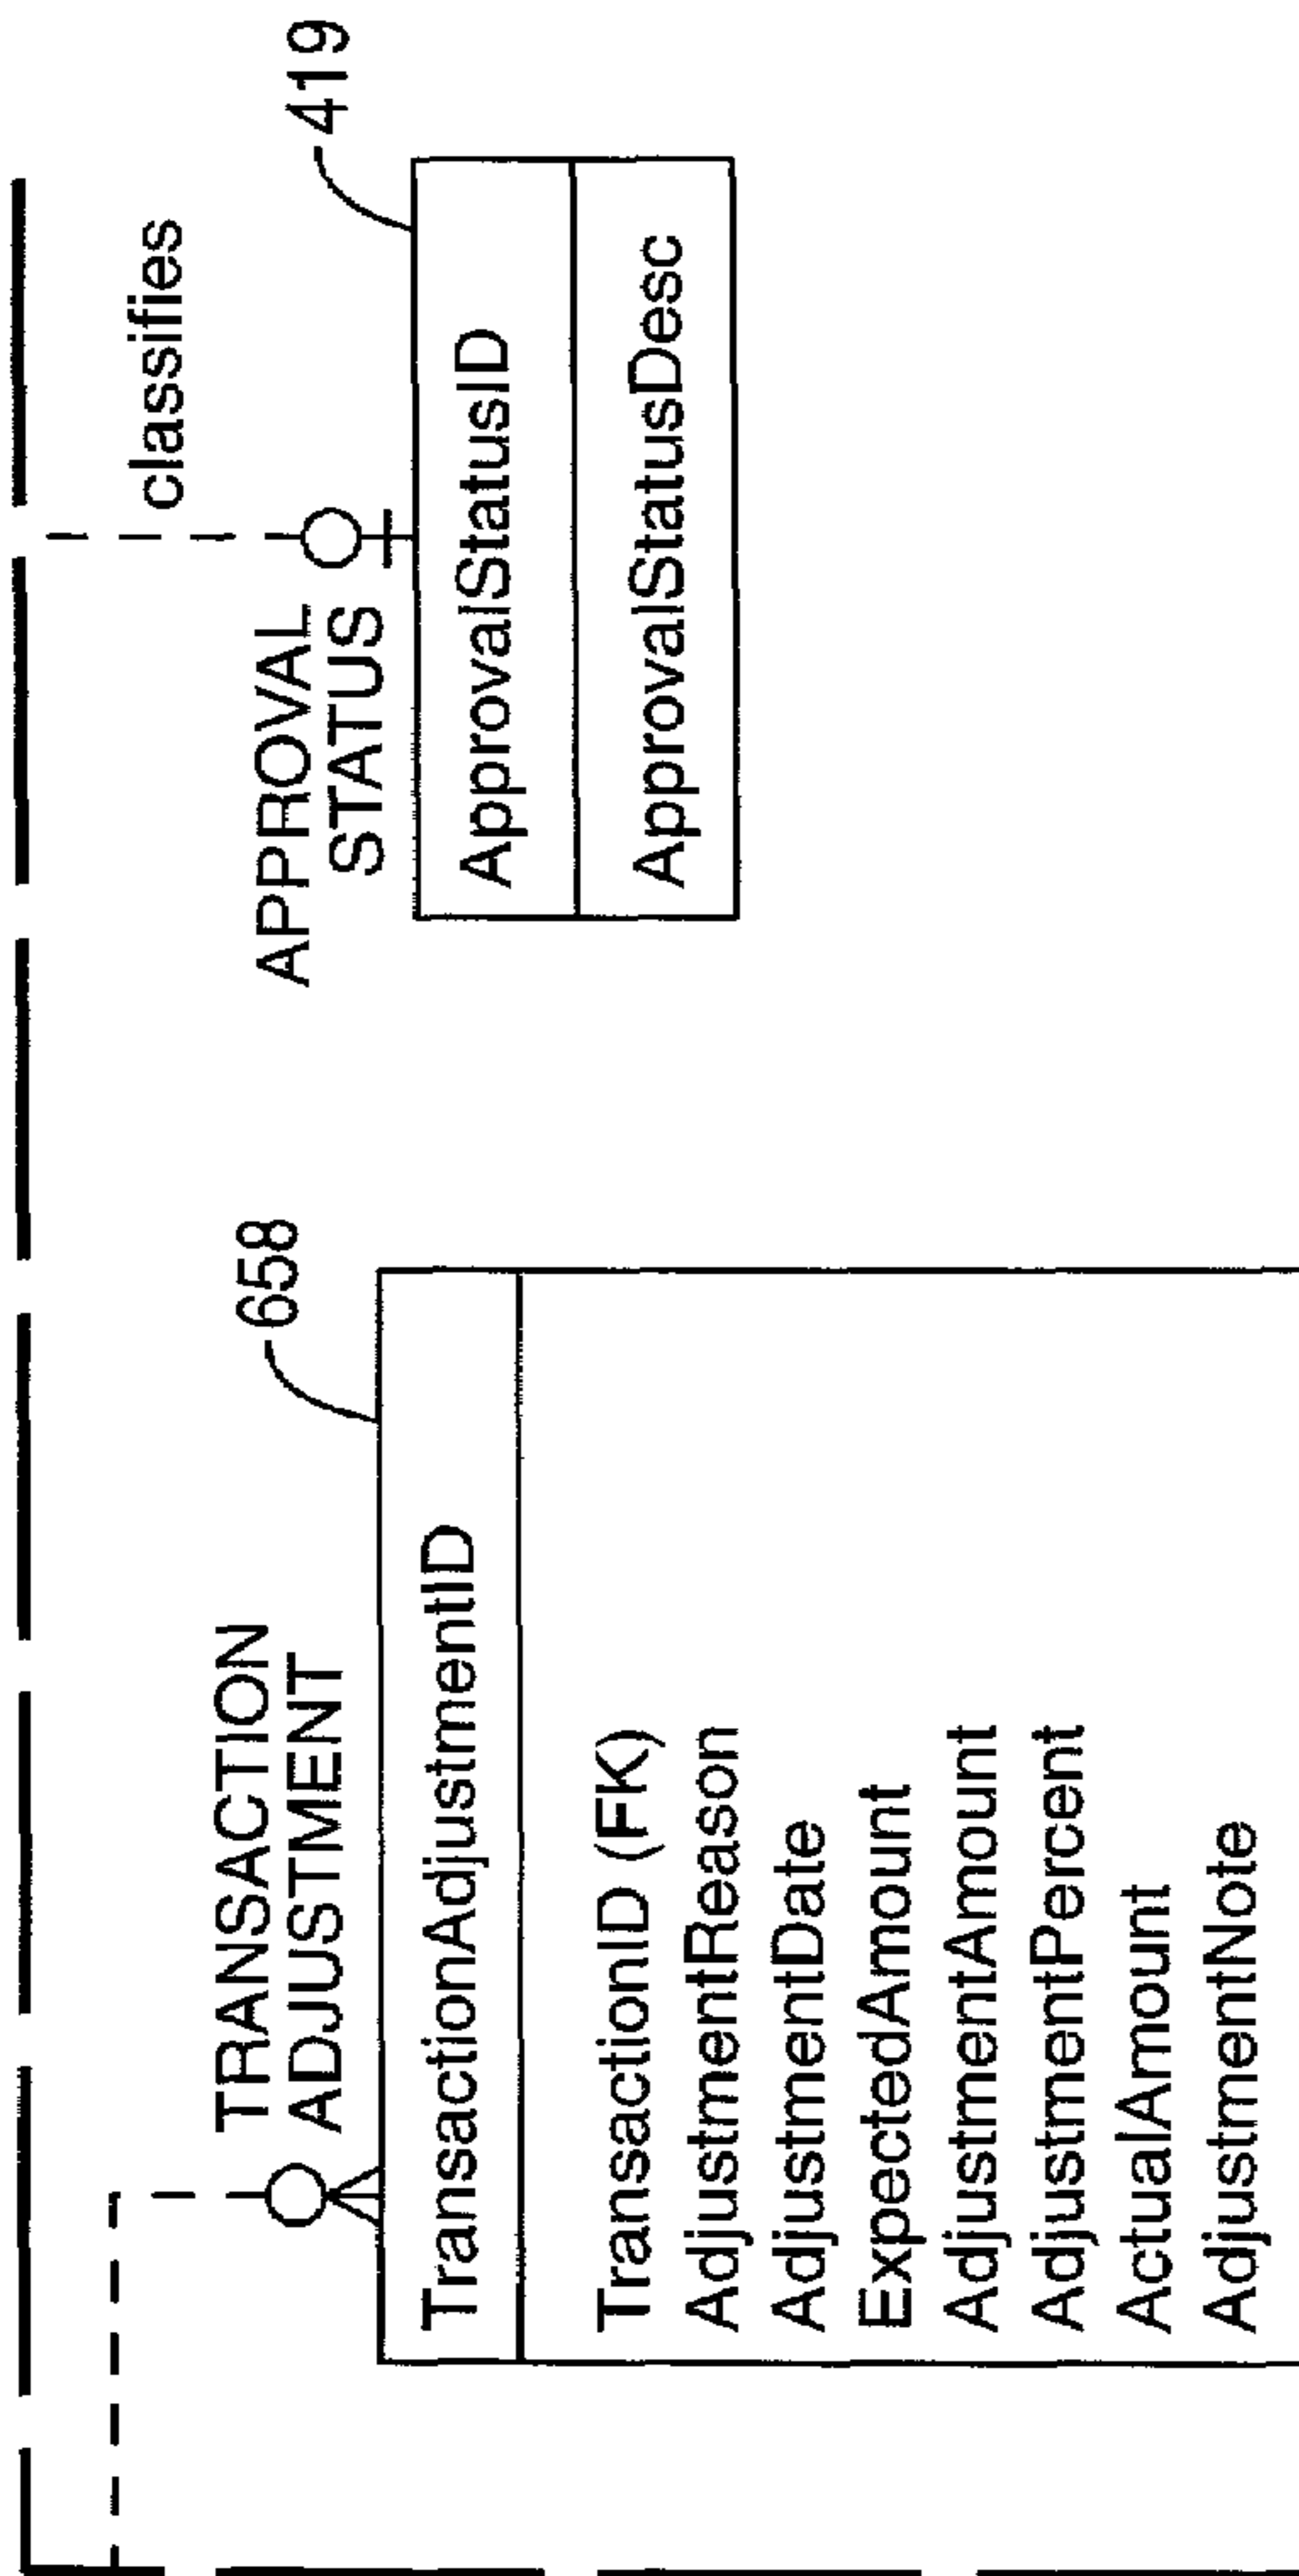 TRANSACTION
ADJUSTMENT
658
TransactionAdjustmentID
TransactionID (FK)
AdjustmentReason
AdjustmentDate
ExpectedAmount
AdjustmentAmount
AdjustmentPercent
ActualAmount
AdjustmentNote
classifies
APPROVAL
STATUS
419
ApprovalStatusID
ApprovalStatusDesc